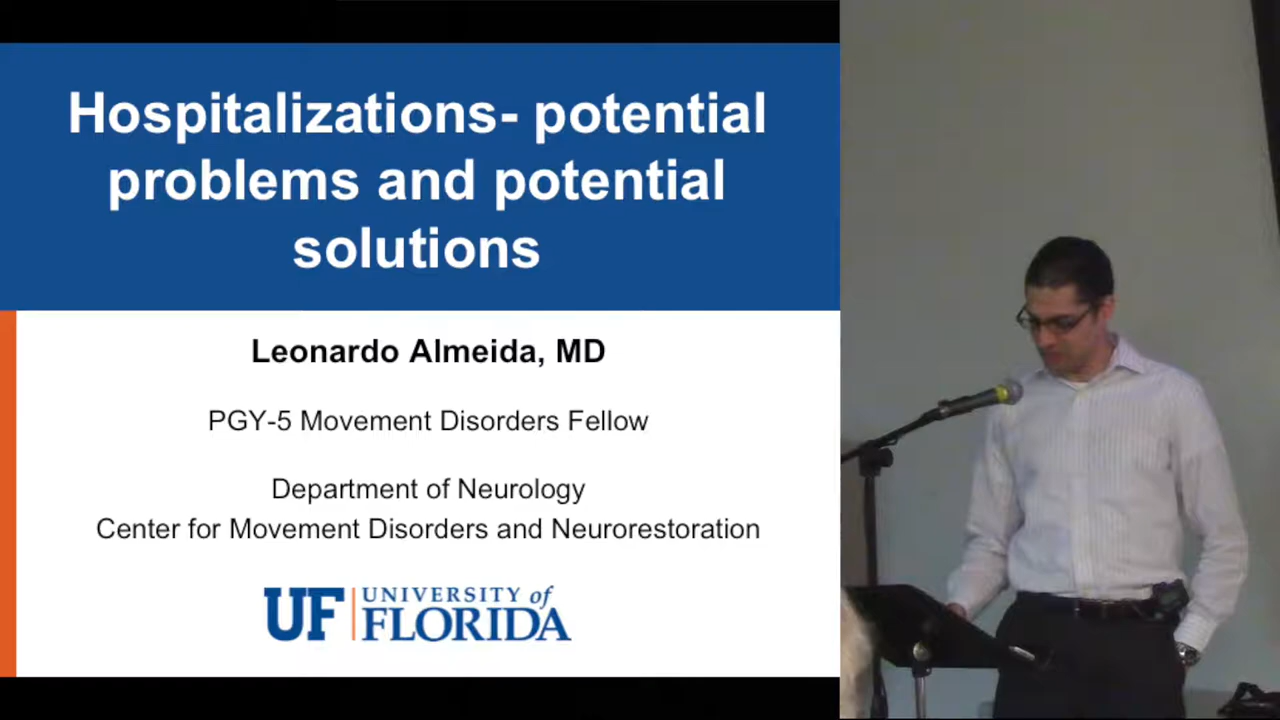 Hospitalizations- potential
problems and potential
solutions
Leonardo Almeida, MD
PGY-5 Movement Disorders Fellow
Department of Neurology
Center for Movement Disorders and Neurorestoration
UF UNIVERSITY of
FLORIDA